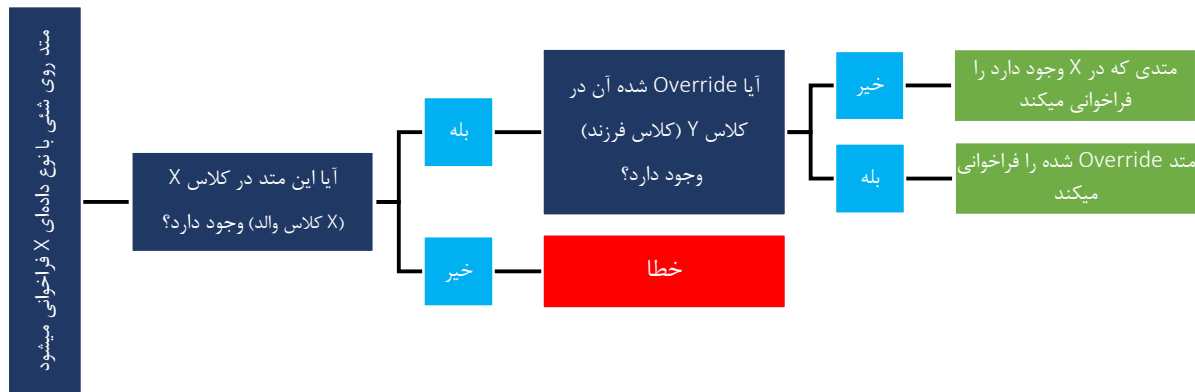 متد روی شئی با نوع داده‌ای X فراخوانی میشود
آیا این متد در کلاس X
(X کلاس والد) وجود دارد؟
بله
خیر
آیا Override شده آن در
کلاس Y (کلاس فرزند)
وجود دارد؟
خطا
خیر
بله
متدی که در X وجود دارد را
فراخوانی میکند
متد Override شده را فراخوانی
میکند